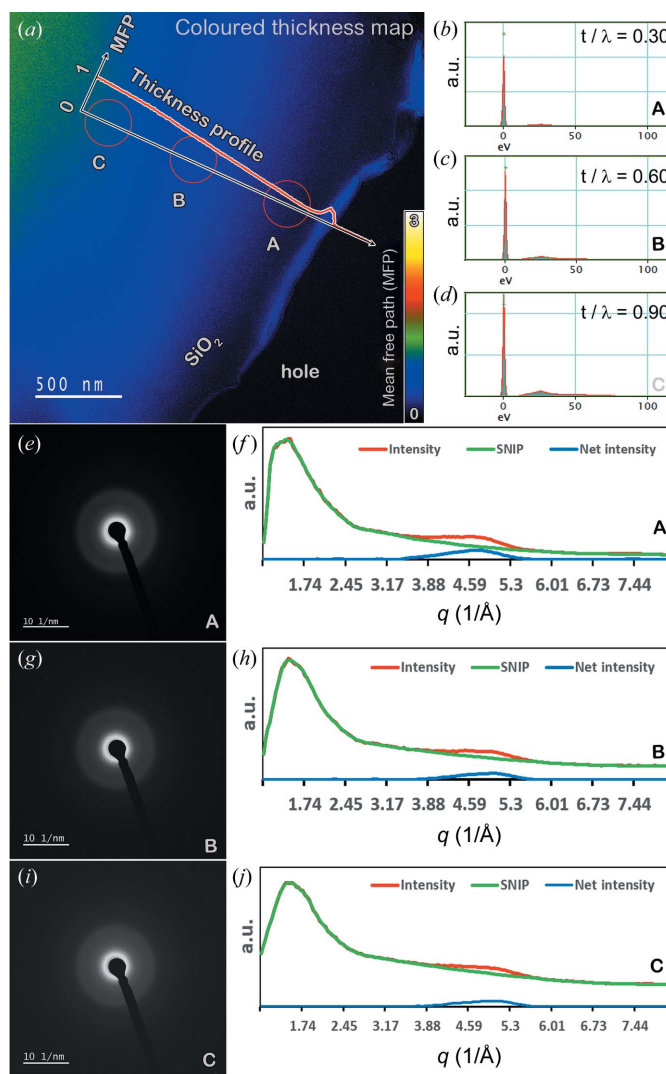 (a)
Coloured thickness map
MFP
1
0
Thickness profile
C
B
A
SiO2
hole
500 nm
Mean free path (MFP)
3
0
(b)
t / λ = 0.30
a.u.
A
0
50
100
eV
(c)
t / λ = 0.60
a.u.
B
0
50
100
eV
(d)
t / λ = 0.90
a.u.
C
0
50
100
eV
(e)
10 1/nm
A
(f)
Intensity SNIP Net intensity
a.u.
A
1.74 2.45 3.17 3.88 4.59 5.3 6.01 6.73 7.44
q (1/Å)
(g)
10 1/nm
B
(h)
Intensity SNIP Net intensity
a.u.
B
1.74 2.45 3.17 3.88 4.59 5.3 6.01 6.73 7.44
q (1/Å)
(i)
10 1/nm
C
(j)
Intensity SNIP Net intensity
a.u.
C
1.74 2.45 3.17 3.88 4.59 5.3 6.01 6.73 7.44
q (1/Å)